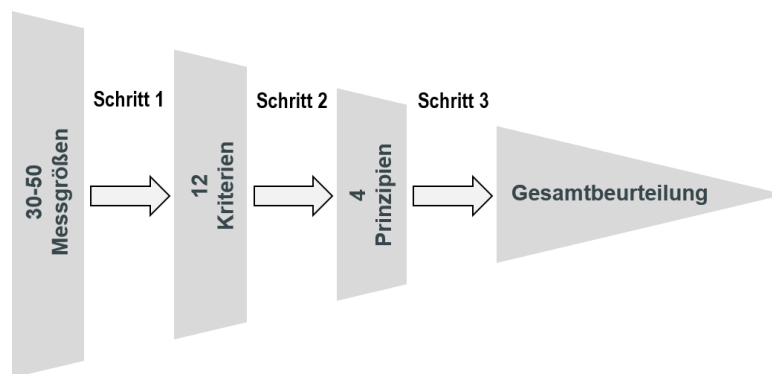 30-50
Messgrößen
Schritt 1
12
Kriterien
Schritt 2
4
Prinzipien
Schritt 3
Gesamtbeurteilung